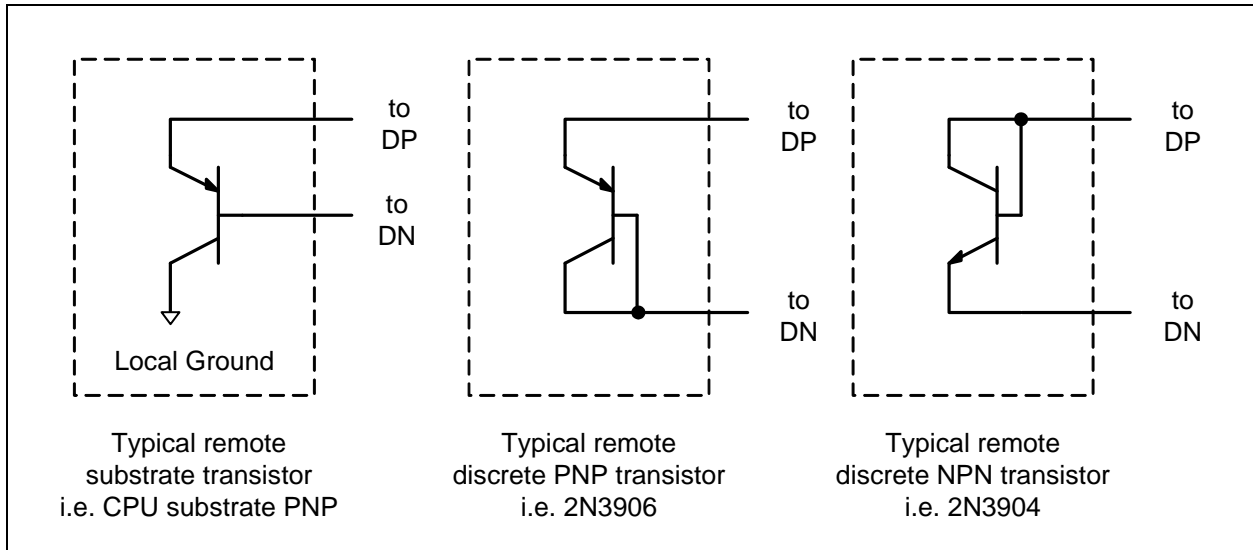 to
DP
to
DN
Local Ground
Typical remote
substrate transistor
i.e. CPU substrate PNP
to
DP
to
DN
Typical remote
discrete PNP transistor
i.e. 2N3906
to
DP
to
DN
Typical remote
discrete NPN transistor
i.e. 2N3904